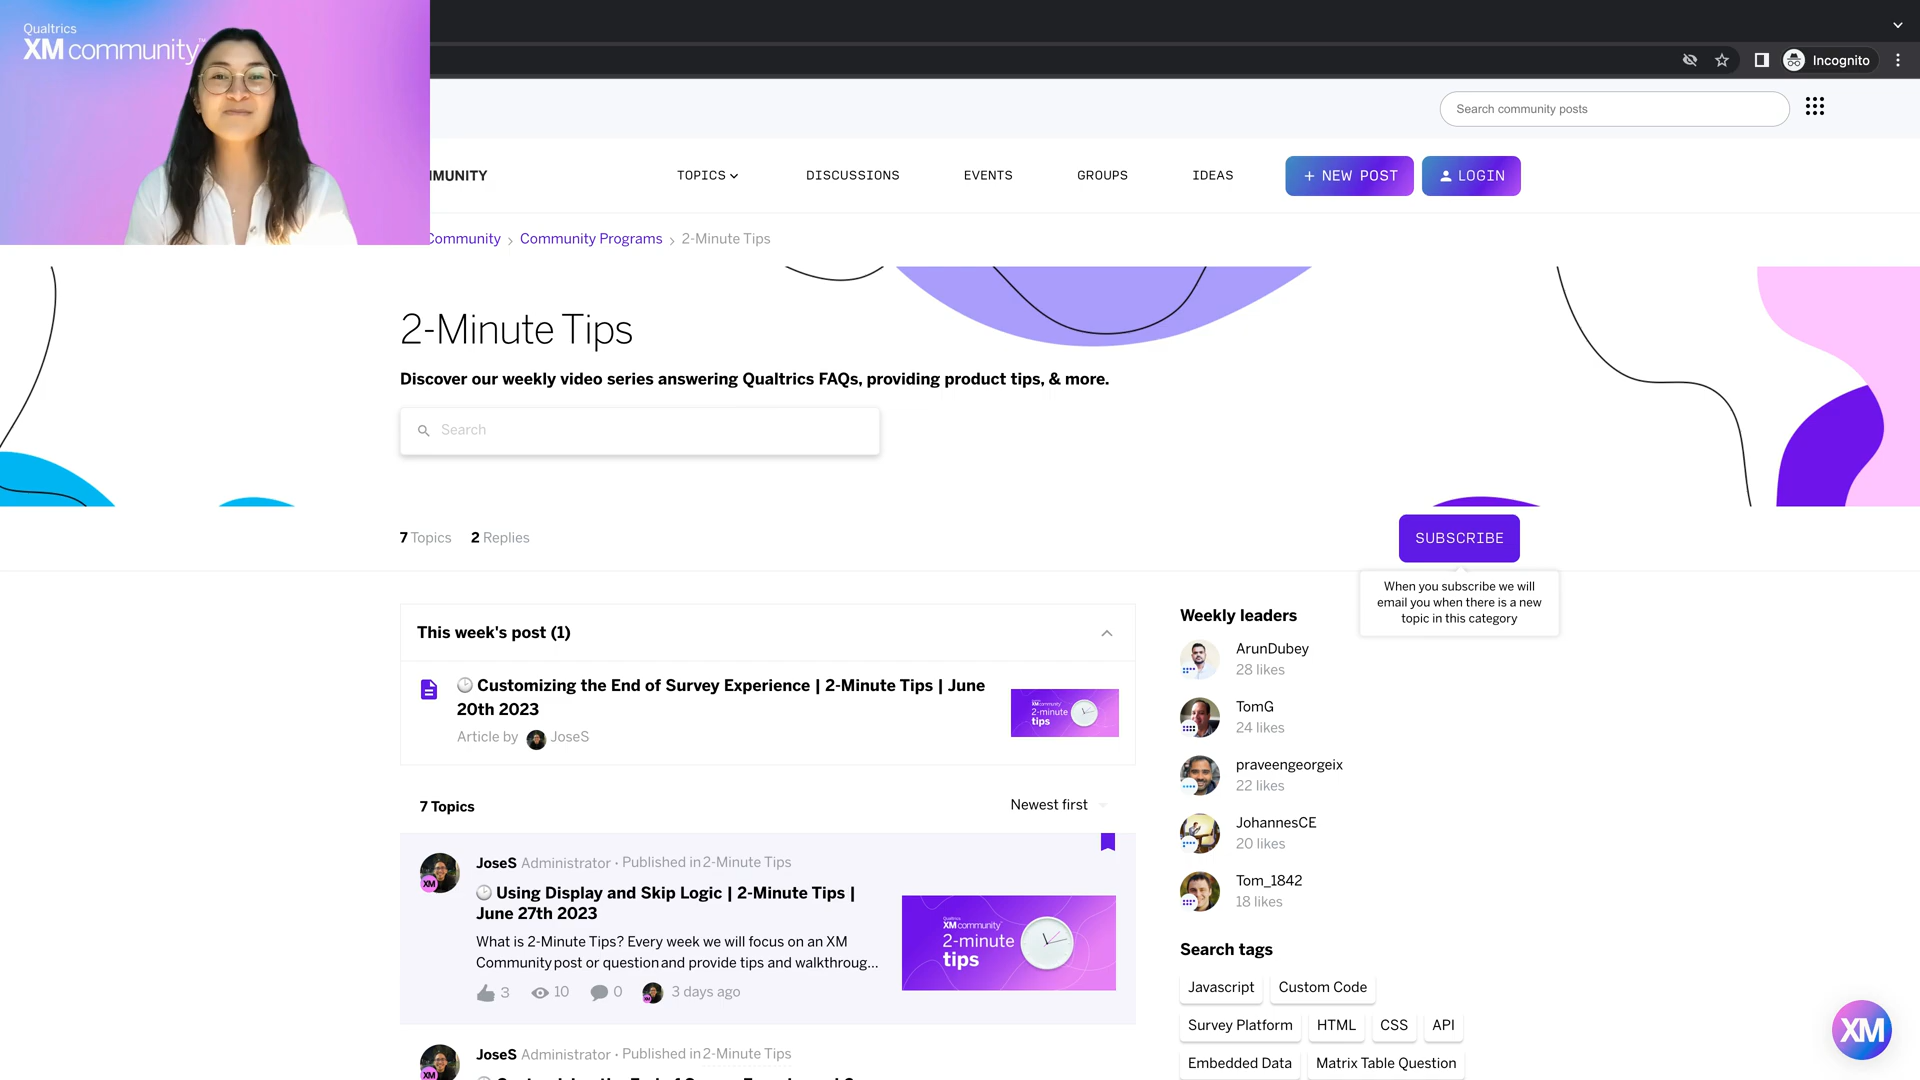 Qualtrics
XM community™
Incognito
Search community posts
MUNITY
TOPICS
DISCUSSIONS
EVENTS
GROUPS
IDEAS
+ NEW POST
LOGIN
Community › Community Programs › 2-Minute Tips
2-Minute Tips
Discover our weekly video series answering Qualtrics FAQs, providing product tips, & more.
Search
7 Topics 2 Replies
SUBSCRIBE
When you subscribe we will
email you when there is a new
topic in this category
This week's post (1)
Customizing the End of Survey Experience | 2-Minute Tips | June
20th 2023
Article by JoseS
XM community
2-minute
tips
7 Topics
Newest first
JoseS Administrator · Published in 2-Minute Tips
Using Display and Skip Logic | 2-Minute Tips |
June 27th 2023
What is 2-Minute Tips? Every week we will focus on an XM
Community post or question and provide tips and walkthroug...
3 10 0 3 days ago
XM
Qualtrics
XM community™
2-minute
tips
JoseS Administrator · Published in 2-Minute Tips
XM
Weekly leaders
ArunDubey
28 likes
TomG
24 likes
praveengeorgeix
22 likes
JohannesCE
20 likes
Tom_1842
18 likes
Search tags
Javascript
Custom Code
Survey Platform
HTML
CSS
API
Embedded Data
Matrix Table Question
XM